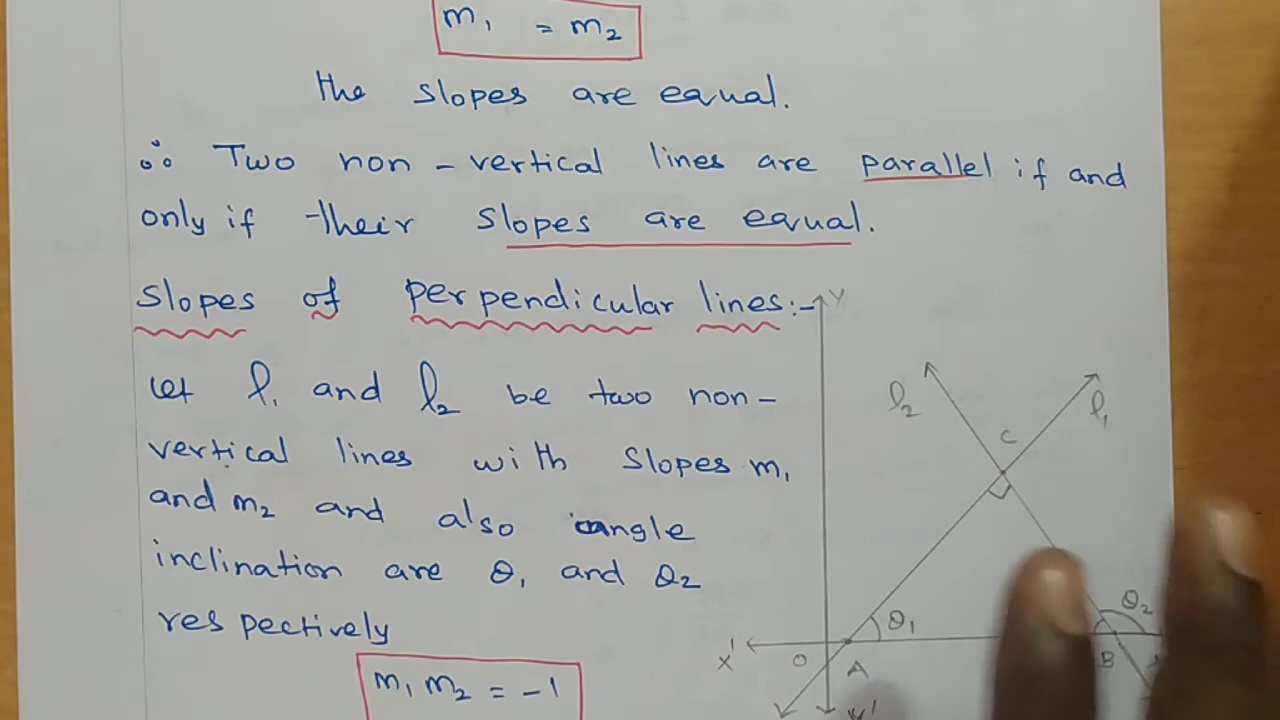 m₁ = m₂
the slopes are equal.
∴ Two non-vertical lines are parallel if and
only if their slopes are equal.
Slopes of perpendicular lines:-
Let l₁ and l₂ be two non-
vertical lines with slopes m₁
and m₂ and also angle
inclination are θ₁ and θ₂
respectively
m₁ m₂ = -1
Y
l₂
l₁
C
θ₁
θ₂
X'
O
A
B
Y'